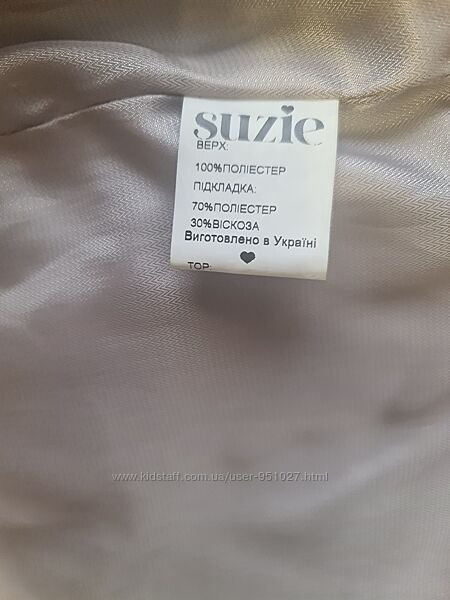 suzie
ВЕРХ:
100%ПОЛІЕСТЕР
ПІДКЛАДКА:
70%ПОЛІЕСТЕР
30%ВІСКОЗА
Виготовлено в Україні
TOP:
www.kidstaff.com.ua/user-951027.html